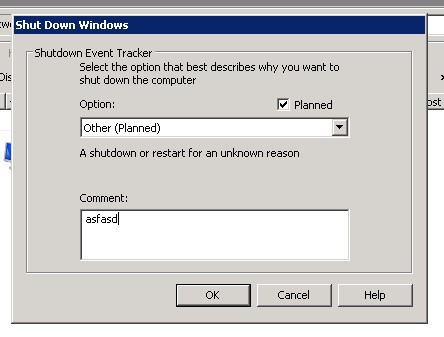 Shut Down Windows
Shutdown Event Tracker
Select the option that best describes why you want to
shut down the computer
Option:
Planned
Other (Planned)
A shutdown or restart for an unknown reason
Comment:
asfasd
OK
Cancel
Help